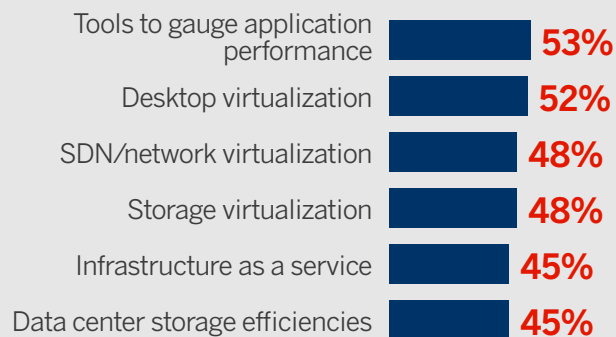 Tools to gauge application
performance
53%
Desktop virtualization
52%
SDN/network virtualization
48%
Storage virtualization
48%
Infrastructure as a service
45%
Data center storage efficiencies
45%